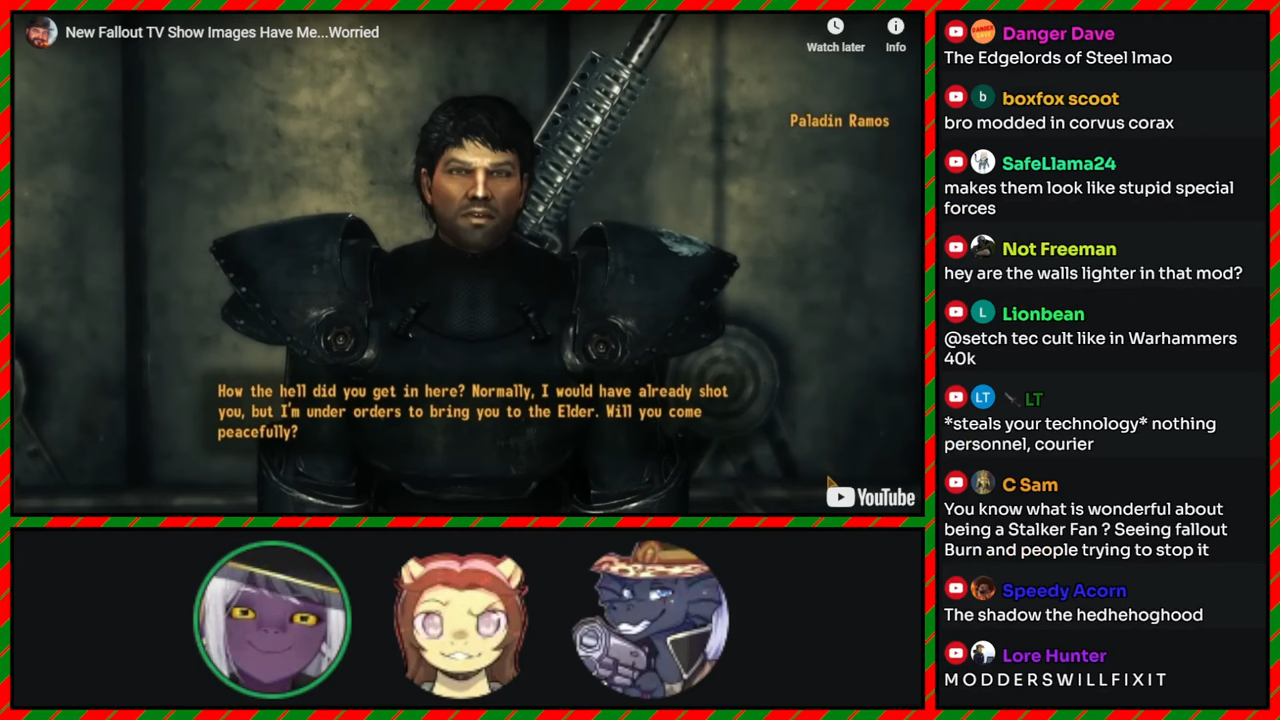 New Fallout TV Show Images Have Me...Worried
Watch later
Info
Paladin Ramos
How the hell did you get in here? Normally, I would have already shot
you, but I'm under orders to bring you to the Elder. Will you come
peacefully?
YouTube
DANGER DAVE
Danger Dave
The Edgelords of Steel lmao
b
boxfox scoot
bro modded in corvus corax
SafeLlama24
makes them look like stupid special
forces
Not Freeman
hey are the walls lighter in that mod?
L
Lionbean
@setch tec cult like in Warhammers
40k
LT
LT
*steals your technology* nothing
personnel, courier
C Sam
You know what is wonderful about
being a Stalker Fan ? Seeing fallout
Burn and people trying to stop it
Speedy Acorn
The shadow the hedhehoghood
Lore Hunter
M O D D E R S W I L L F I X I T